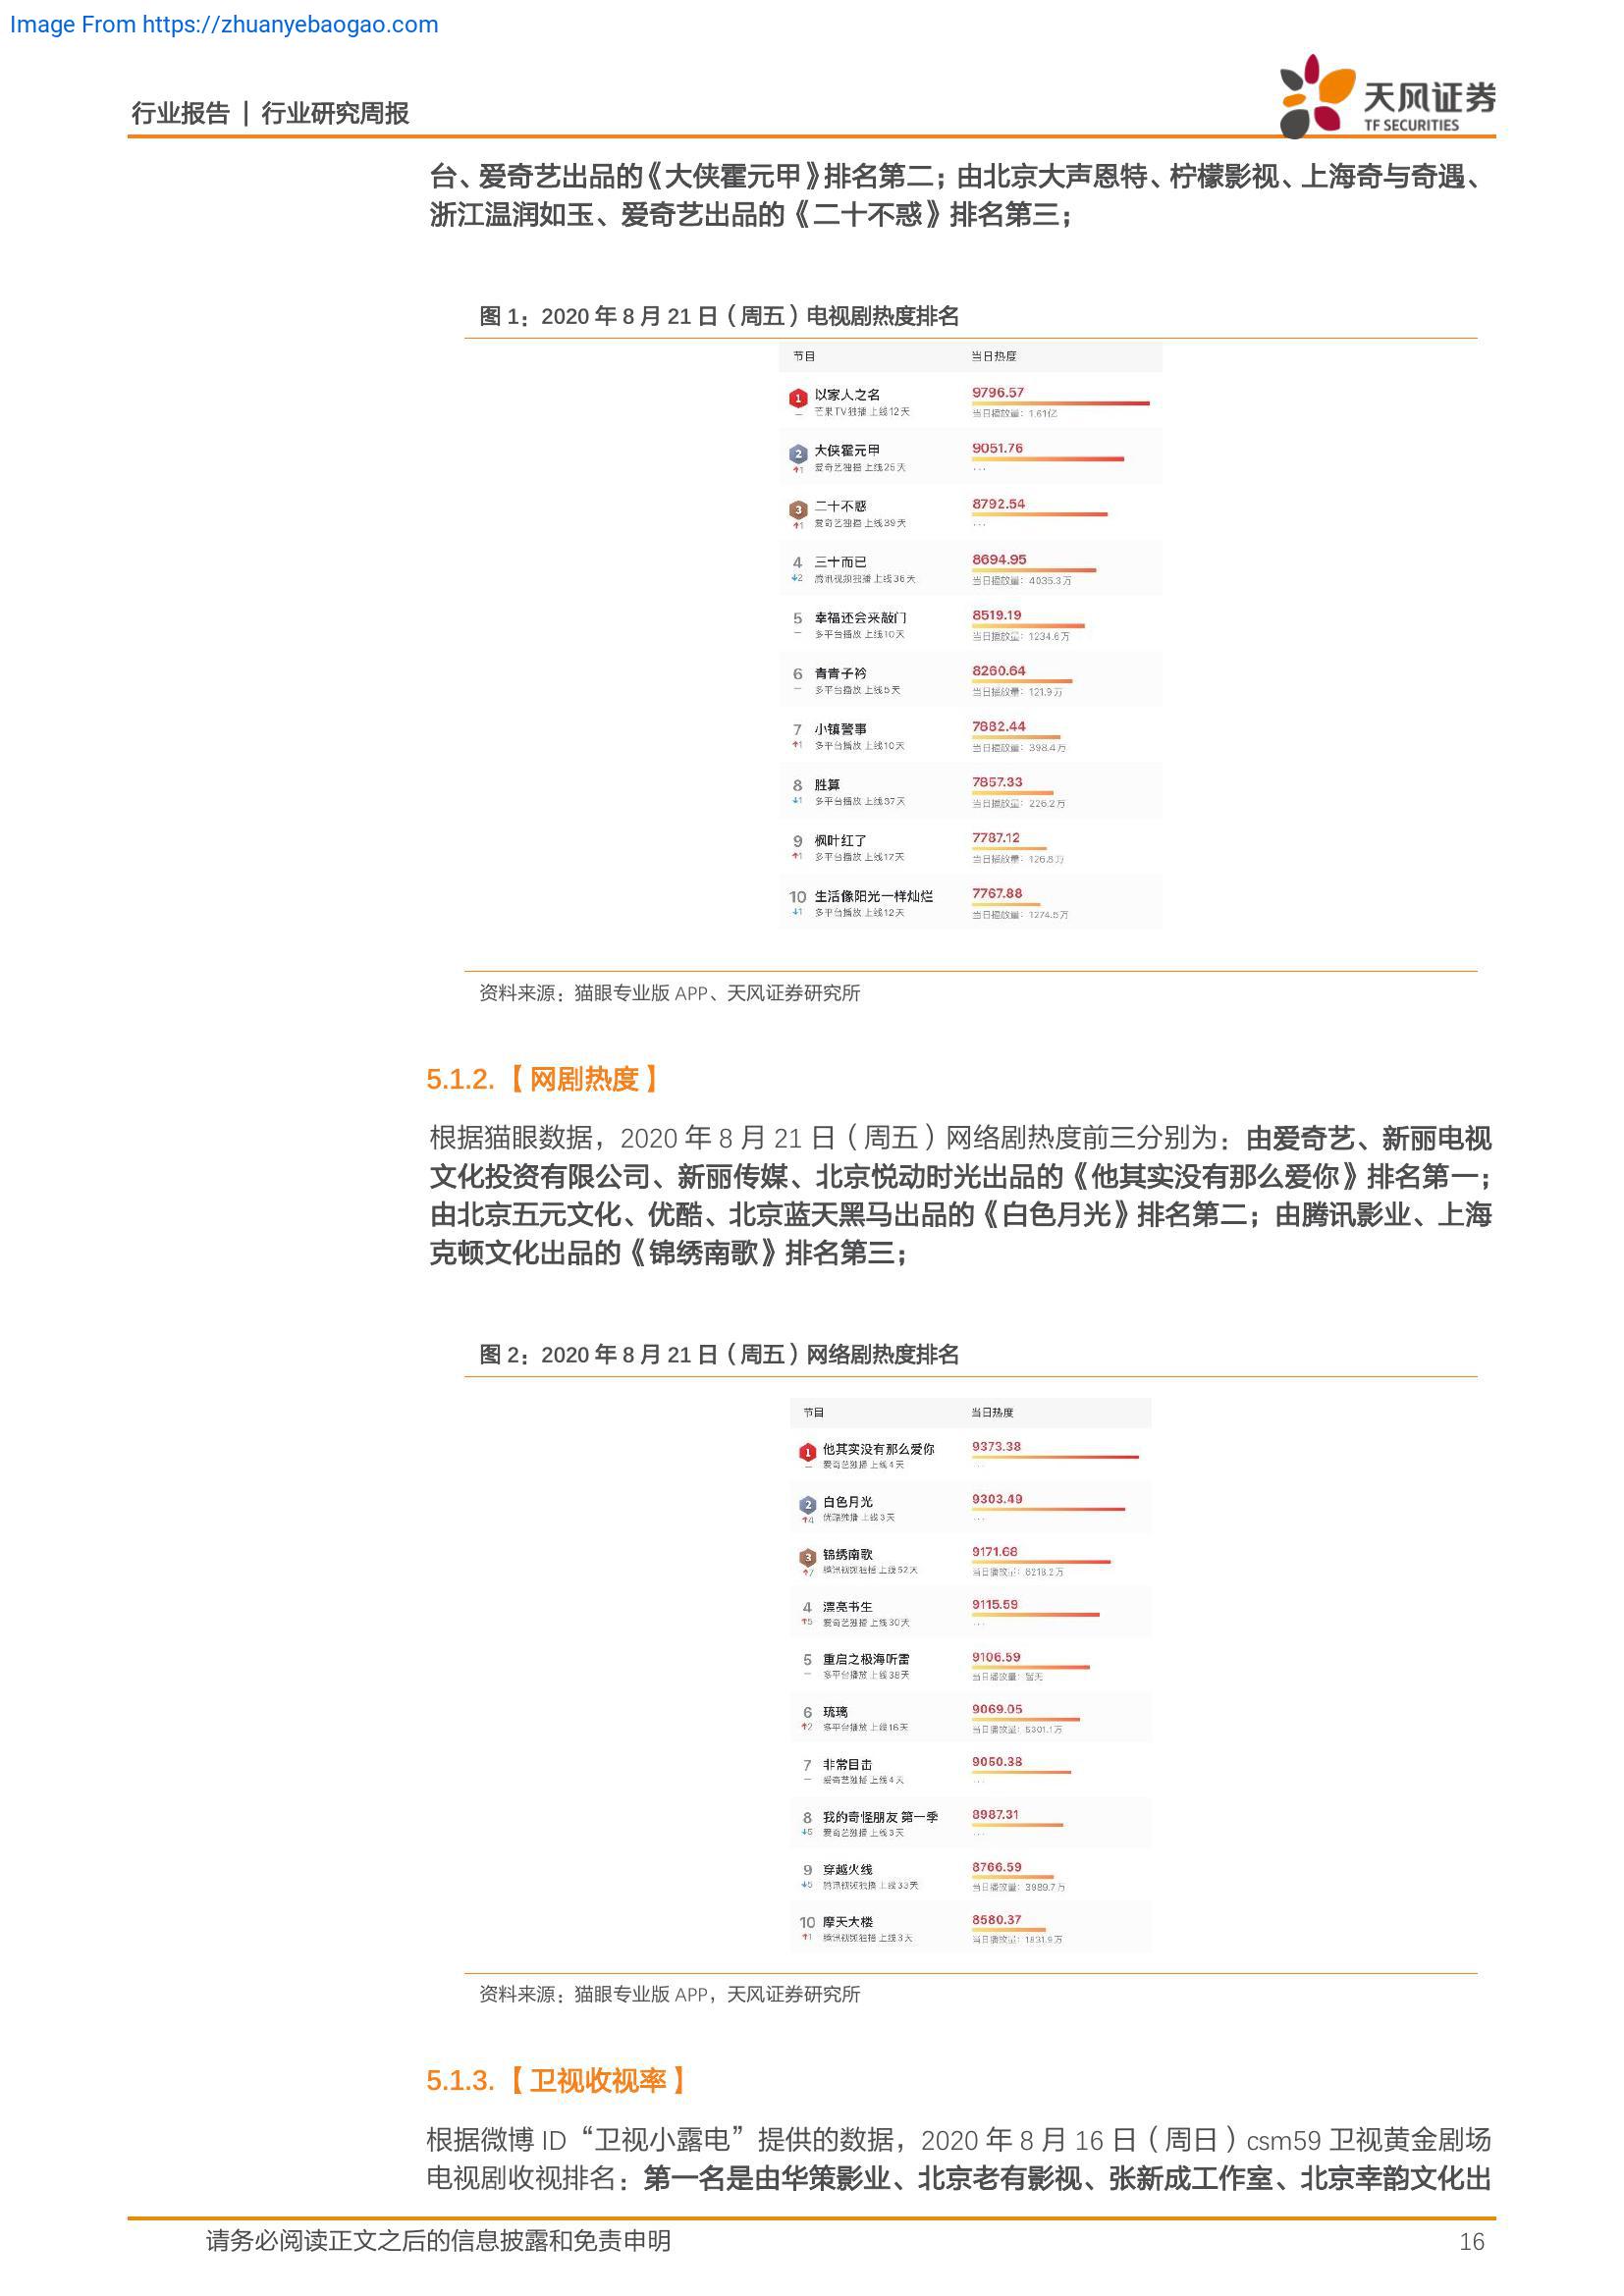 Image From https://zhuanyebaogao.com
行业报告 | 行业研究周报
天风证券
TF SECURITIES
台、爱奇艺出品的《大侠霍元甲》排名第二；由北京大声恩特、柠檬影视、上海奇与奇遇、
浙江温润如玉、爱奇艺出品的《二十不惑》排名第三；
图 1：2020 年 8 月 21 日（周五）电视剧热度排名
节目 当日热度
1 以家人之名 9796.57
— 芒果TV独播 上线12天 当日播放量：1.61亿
2 大侠霍元甲 9051.76
↑1 爱奇艺独播 上线25天 ...
3 二十不惑 8792.54
↑1 爱奇艺独播 上线39天 ...
4 三十而已 8694.95
↓2 腾讯视频独播 上线36天 当日播放量：4035.3万
5 幸福还会来敲门 8519.19
— 多平台播放 上线10天 当日播放量：1234.6万
6 青青子衿 8260.64
— 多平台播放 上线5天 当日播放量：121.9万
7 小镇警事 7882.44
↑1 多平台播放 上线10天 当日播放量：398.4万
8 胜算 7857.33
↓1 多平台播放 上线37天 当日播放量：226.2万
9 枫叶红了 7787.12
↑1 多平台播放 上线17天 当日播放量：126.8万
10 生活像阳光一样灿烂 7767.88
↓1 多平台播放 上线12天 当日播放量：1274.5万
资料来源：猫眼专业版 APP、天风证券研究所
5.1.2.【网剧热度】
根据猫眼数据，2020 年 8 月 21 日（周五）网络剧热度前三分别为：由爱奇艺、新丽电视
文化投资有限公司、新丽传媒、北京悦动时光出品的《他其实没有那么爱你》排名第一；
由北京五元文化、优酷、北京蓝天黑马出品的《白色月光》排名第二；由腾讯影业、上海
克顿文化出品的《锦绣南歌》排名第三；
图 2：2020 年 8 月 21 日（周五）网络剧热度排名
节目 当日热度
1 他其实没有那么爱你 9373.38
— 爱奇艺独播 上线4天 ...
2 白色月光 9303.49
↑4 优酷独播 上线3天 ...
3 锦绣南歌 9171.68
腾讯视频独播 上线52天 当日播放量：8219.2万
4 漂亮书生 9115.59
↑5 爱奇艺独播 上线30天 ...
5 重启之极海听雷 9106.59
— 多平台播放 上线38天 当日播放量：暂无
6 琉璃 9069.05
↑2 多平台播放 上线16天 当日播放量：5301.1万
7 非常目击 9050.38
— 爱奇艺独播 上线4天 ...
8 我的奇怪朋友 第一季 8987.31
爱奇艺独播 上线3天 ...
9 穿越火线 8766.59
腾讯视频独播 上线33天 当日播放量：3989.7万
10 摩天大楼 8580.37
↑1 腾讯视频独播 上线3天 当日播放量：1831.9万
资料来源：猫眼专业版 APP，天风证券研究所
5.1.3.【卫视收视率】
根据微博 ID “卫视小露电”提供的数据，2020 年 8 月 16 日（周日）csm59 卫视黄金剧场
电视剧收视排名：第一名是由华策影业、北京老有影视、张新成工作室、北京幸韵文化出
请务必阅读正文之后的信息披露和免责申明 16